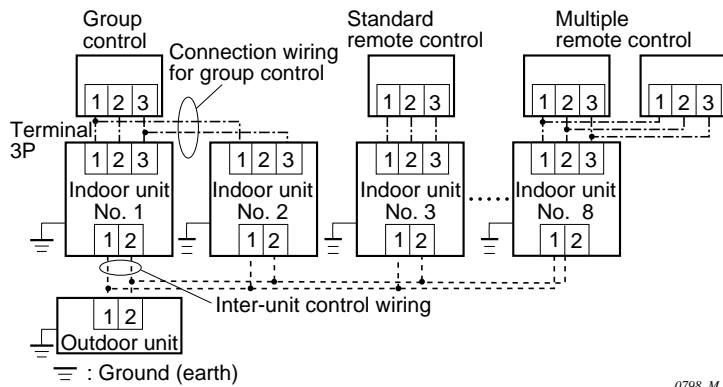 Group
control
Connection wiring
for group control
Standard
remote control
Multiple
remote control
1 2 3
1 2 3
1 2 3
1 2 3
Terminal
3P
1 2 3
1 2 3
1 2 3
1 2 3
Indoor unit
No. 1
Indoor unit
No. 2
Indoor unit
No. 3
Indoor unit
No. 8
1 2
1 2
1 2
1 2
Inter-unit control wiring
1 2
Outdoor unit
: Ground (earth)
0798_M